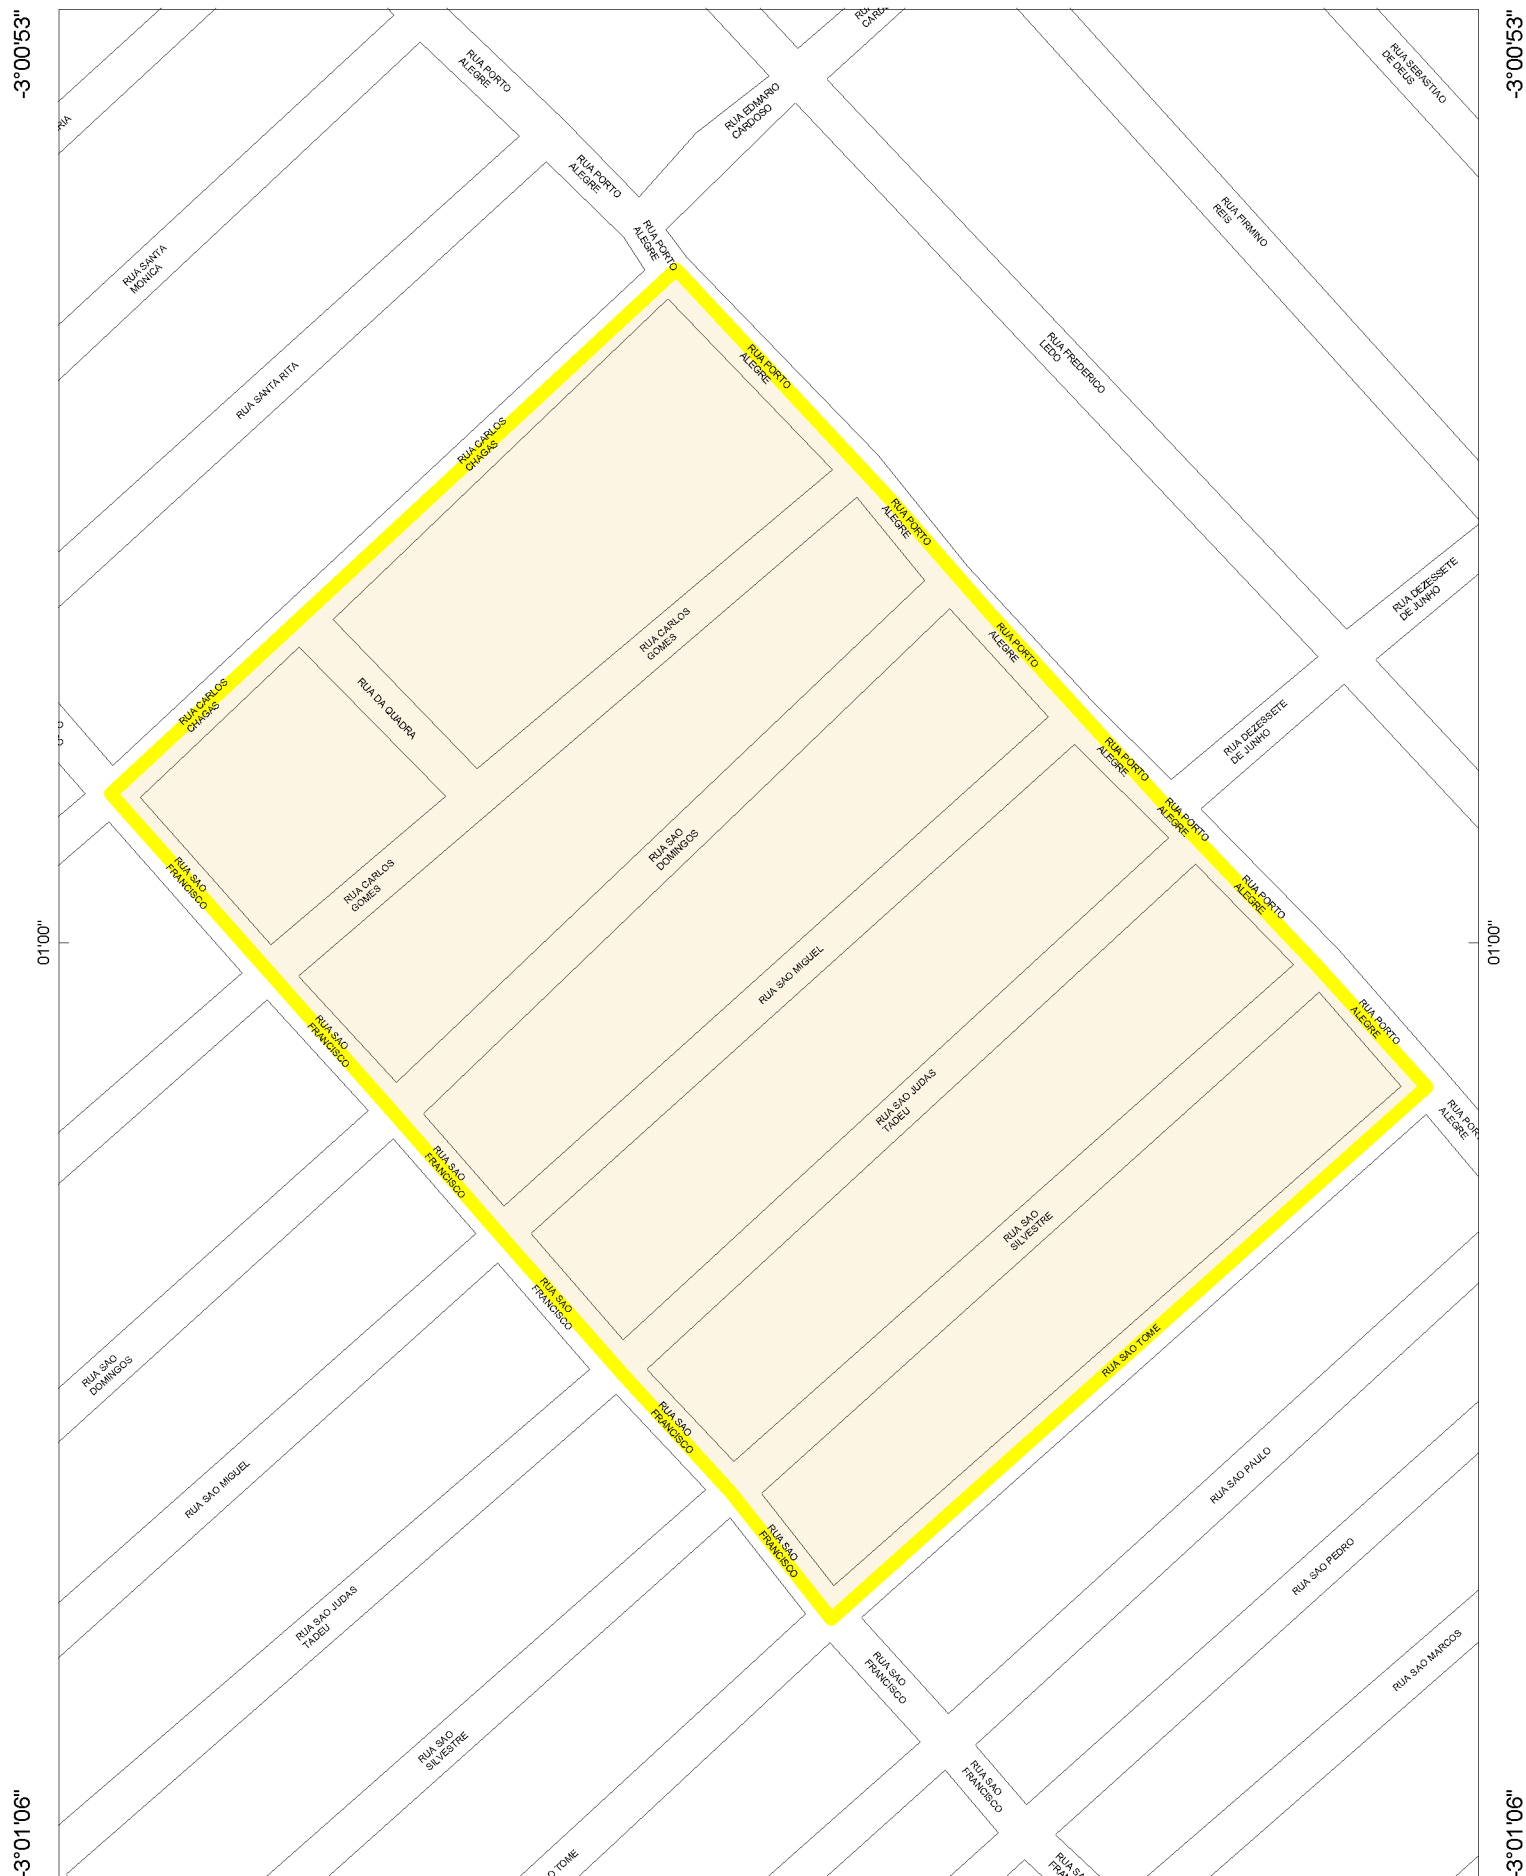 -3°00'53"
-3°00'53"
RUA PORTO
ALEGRE
RUA SEBASTIAO
DE DEUS
RUA EDMARIO
CARDOSO
RUA PORTO
ALEGRE
RUA FIRMINO
REIS
RUA SANTA
MONICA
RUA PORTO
ALEGRE
RUA SANTA RITA
RUA PORTO
ALEGRE
RUA FREDERICO
LEDO
RUA CARLOS
CHAGAS
RUA PORTO
ALEGRE
RUA DEZESSETE
DE JUNHO
RUA CARLOS
GOMES
RUA PORTO
ALEGRE
RUA CARLOS
CHAGAS
RUA DA QUADRA
RUA DEZESSETE
DE JUNHO
RUA PORTO
ALEGRE
RUA PORTO
ALEGRE
RUA SAO
DOMINGOS
RUA SAO
FRANCISCO
RUA CARLOS
GOMES
RUA PORTO
ALEGRE
01'00"
01'00"
RUA SAO MIGUEL
RUA SAO
FRANCISCO
RUA PORTO
ALEGRE
RUA SAO JUDAS
TADEU
RUA POR
ALEGRE
RUA SAO
FRANCISCO
RUA SAO
SILVESTRE
RUA SAO
FRANCISCO
RUA SAO TOME
RUA SAO
DOMINGOS
RUA SAO
FRANCISCO
RUA SAO MIGUEL
RUA SAO PAULO
RUA SAO
FRANCISCO
RUA SAO PEDRO
RUA SAO JUDAS
TADEU
RUA SAO MARCOS
RUA SAO
FRANCISCO
RUA SAO
SILVESTRE
RUA SAO
FRANCISCO
-3°01'06"
-3°01'06"
O TOME